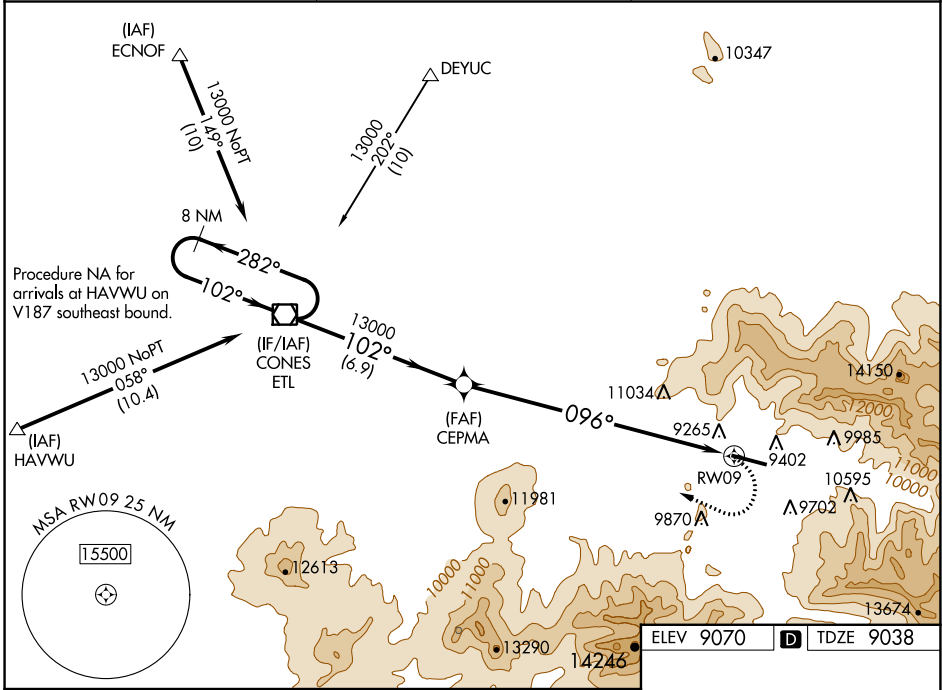 (IAF)
ECNOF
13000 NoPT
149°
(10)
DEYUC
13000
202°
(10)
10347
8 NM
282°
102°
Procedure NA for
arrivals at HAVWU on
V187 southeast bound.
(IF/IAF)
CONES
ETL
13000
102°
(6.9)
13000 NoPT
058°
(10.4)
(IAF)
HAVWU
(FAF)
CEPMA
096°
11034
14150
12000
9265
9402
9985
11000
10000
RW09
10595
9702
9870
11981
MSA RW09 25 NM
15500
12613
10000
11000
13290
14246
13674
ELEV 9070 D TDZE 9038